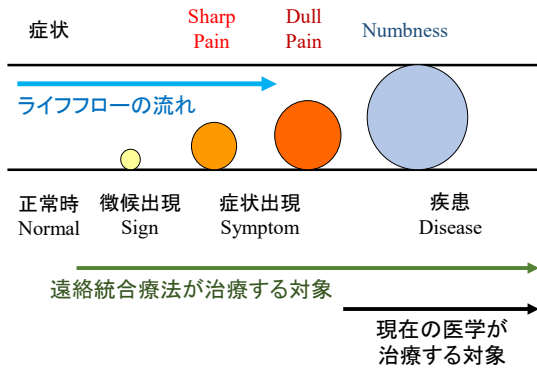 症状
Sharp
Pain
Dull
Pain
Numbness
ライフフローの流れ
正常時
Normal
徴候出現
Sign
症状出現
Symptom
疾患
Disease
遠絡統合療法が治療する対象
現在の医学が
治療する対象